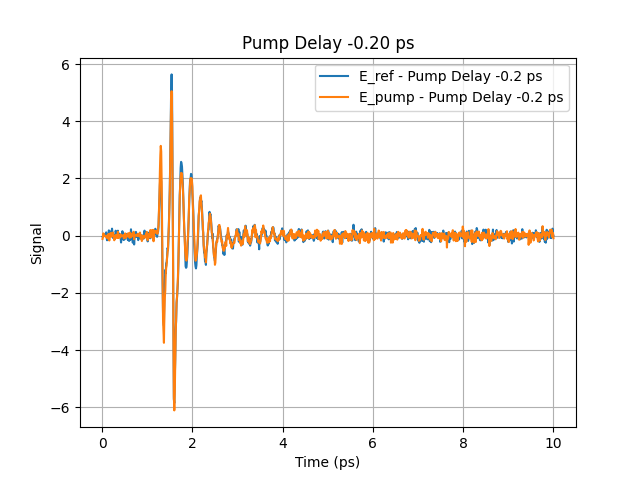 Pump Delay -0.20 ps
E_ref - Pump Delay -0.2 ps
E_pump - Pump Delay -0.2 ps
6
4
2
0
−2
−4
−6
Signal
0
2
4
6
8
10
Time (ps)